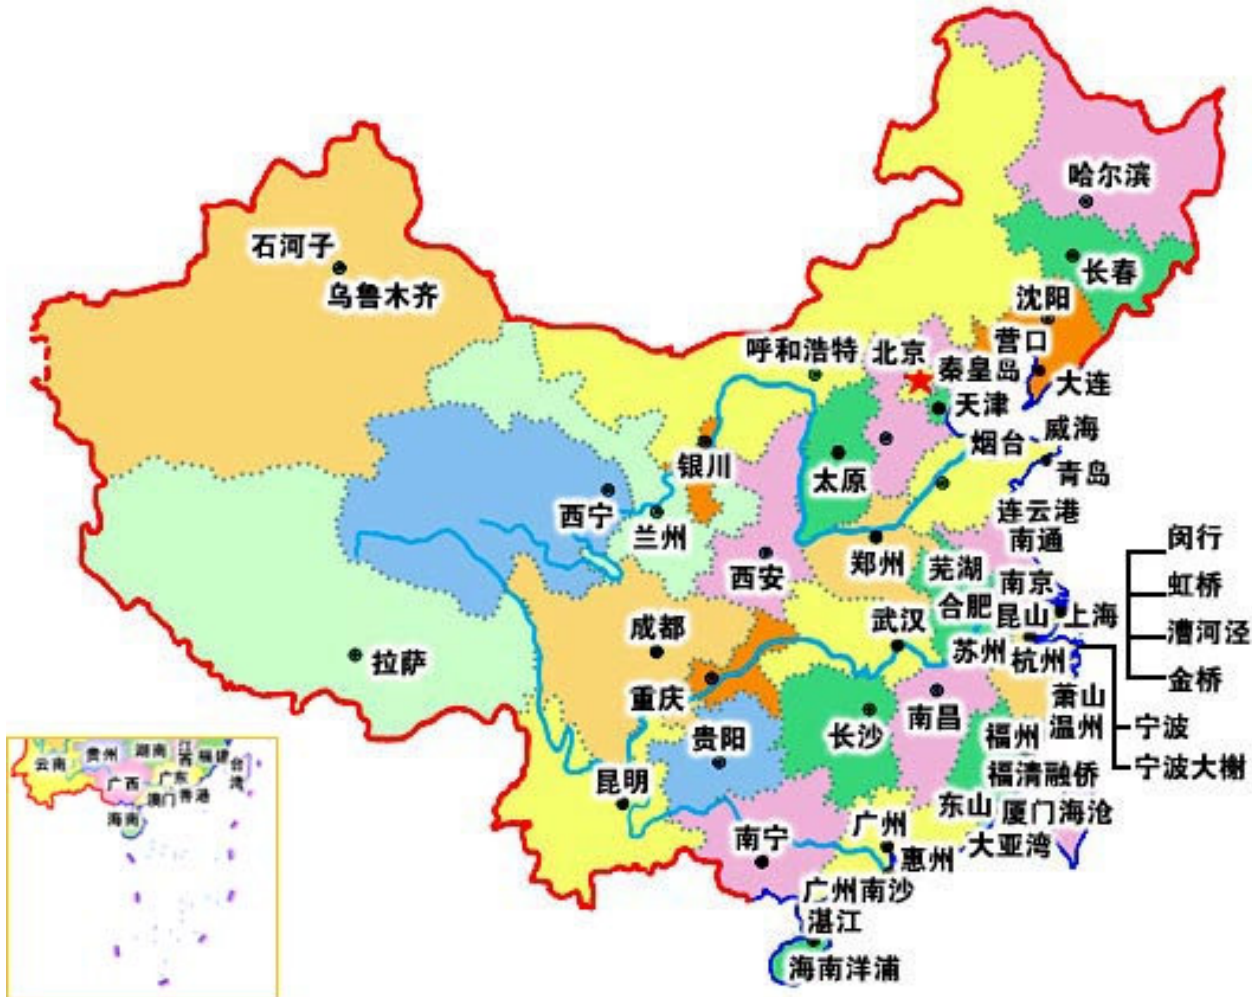 哈尔滨
石河子
长春
乌鲁木齐
沈阳
营口
呼和浩特
北京
秦皇岛
大连
天津
威海
烟台
银川
太原
青岛
西宁
连云港
兰州
南通
闵行
郑州
芜湖
西安
南京
虹桥
合肥
昆山
上海
武汉
成都
漕河泾
苏州
杭州
拉萨
金桥
重庆
萧山
南昌
温州
宁波
长沙
贵阳
福州
宁波大榭
福清融侨
昆明
东山
厦门海沧
广州
南宁
大亚湾
惠州
广州南沙
湛江
海南洋浦
云南
贵州
湖南
江西
福建
台湾
广西
广东
澳门
香港
海南